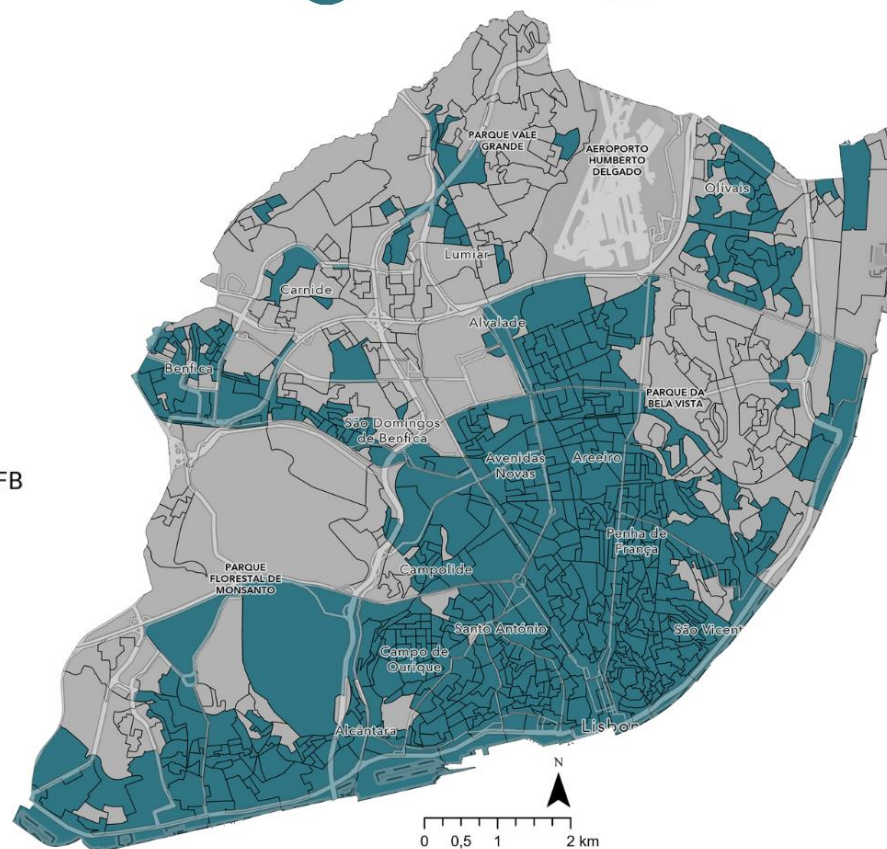 PARQUE VALE
GRANDE
AEROPORTO
HUMBERTO
DELGADO
Olivais
Lumiar
Carnide
Alvalade
Benfica
PARQUE DA
BELA VISTA
São Domingos
de Benfica
Avenidas
Novas
Areeiro
FB
Penha de
França
PARQUE
FLORESTAL DE
MONSANTO
Campolide
Santo António
São Vicent
Campo de
Ourique
Alcântara
Lisbon
N
0 0,5 1 2 km